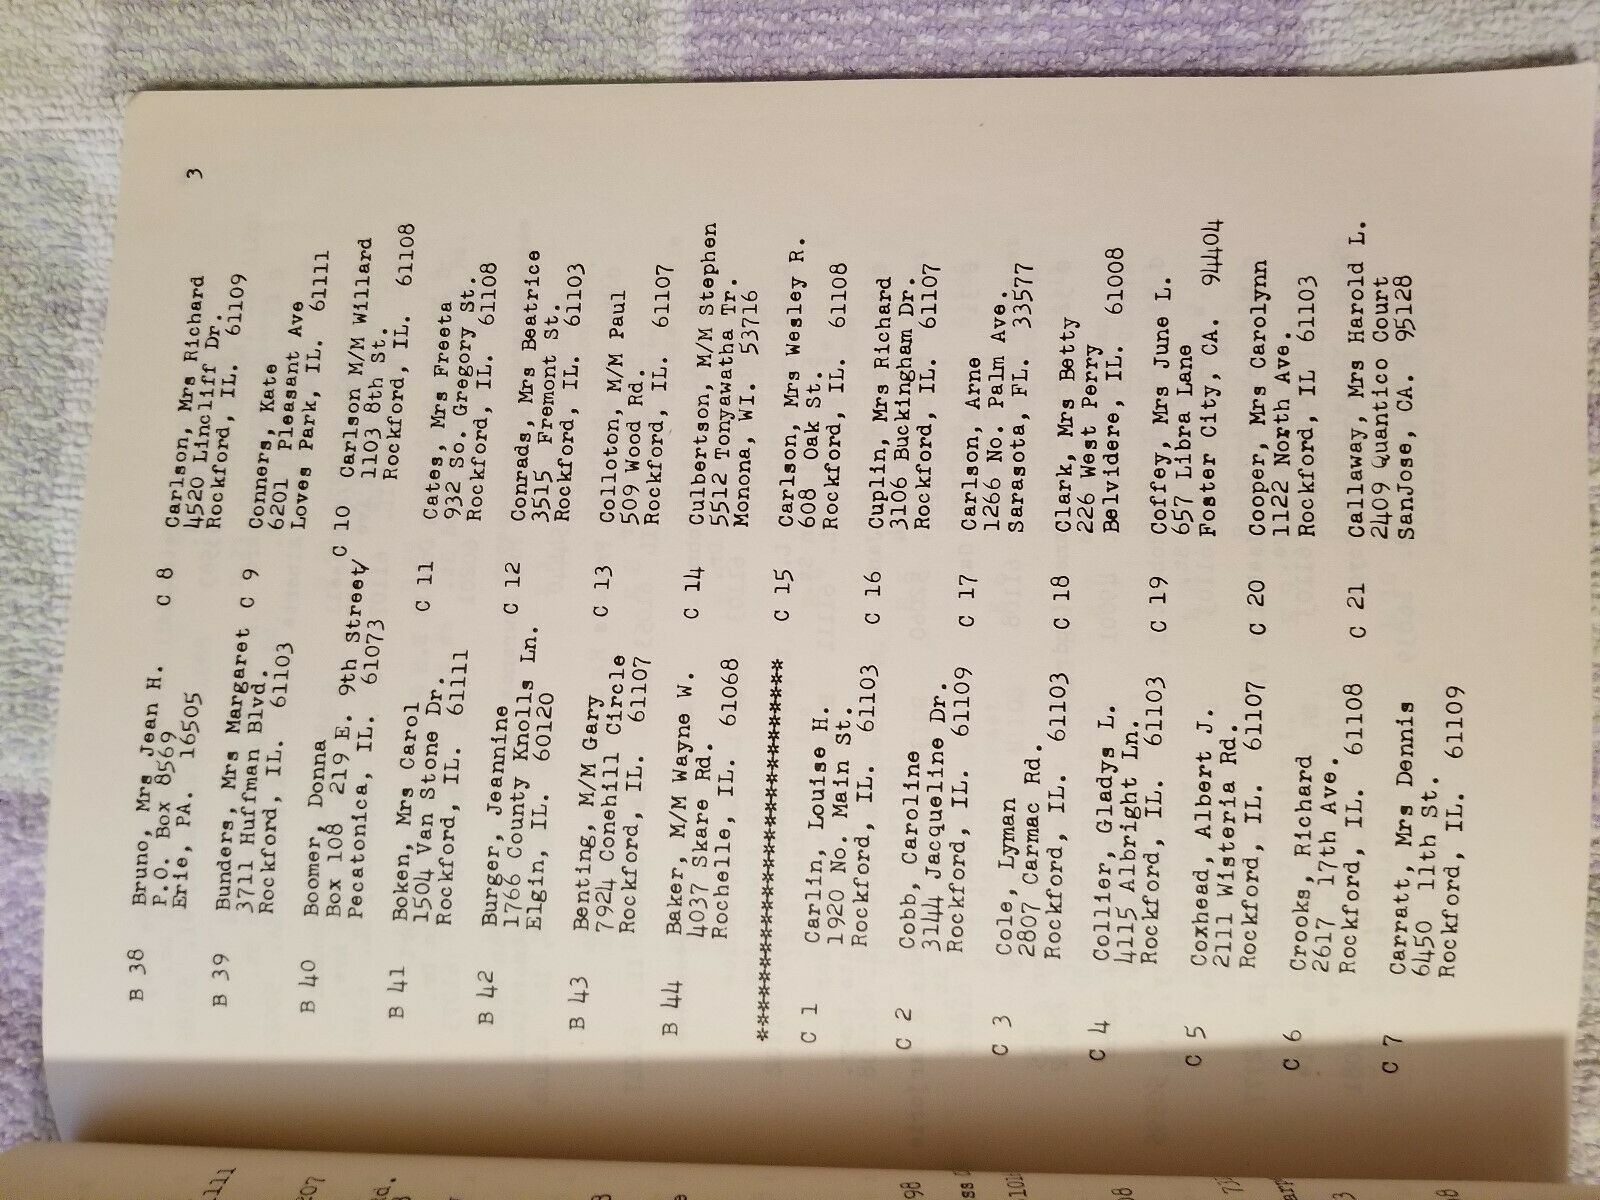 3
B 38 Bruno, Mrs Jean H.
P.O. Box 8569
Erie, PA. 16505
B 39 Bunders, Mrs Margaret
3711 Huffman Blvd.
Rockford, IL. 61103
B 40 Boomer, Donna
Box 108 219 E. 9th Street/
Pecatonica, IL. 61073
B 41 Boken, Mrs Carol
1504 Van Stone Dr.
Rockford, IL. 61111
B 42 Burger, Jeannine
1766 County Knolls Ln.
Elgin, IL. 60120
B 43 Benting, M/M Gary
7924 Conehill Circle
Rockford, IL. 61107
B 44 Baker, M/M Wayne W.
4037 Skare Rd.
Rochelle, IL. 61068
******************************
C 1 Carlin, Louise H.
1920 No. Main St.
Rockford, IL. 61103
C 2 Cobb, Caroline
3144 Jacqueline Dr.
Rockford, IL. 61109
C 3 Cole, Lyman
2807 Carmac Rd.
Rockford, IL. 61103
C 4 Collier, Gladys L.
4115 Albright Ln.
Rockford, IL. 61103
C 5 Coxhead, Albert J.
2111 Wisteria Rd.
Rockford, IL. 61107
C 6 Crooks, Richard
2617 17th Ave.
Rockford, IL. 61108
C 7 Carratt, Mrs Dennis
6450 11th St.
Rockford, IL. 61109
C 8 Carlson, Mrs Richard
4520 Lincliff Dr.
Rockford, IL. 61109
C 9 Conners, Kate
6201 Pleasant Ave
Loves Park, IL. 61111
C 10 Carlson M/M Willard
1103 8th St.
Rockford, IL. 61108
C 11 Cates, Mrs Freeta
932 So. Gregory St.
Rockford, IL. 61108
C 12 Conrads, Mrs Beatrice
3515 Fremont St.
Rockford, IL. 61103
C 13 Colloton, M/M Paul
509 Wood Rd.
Rockford, IL. 61107
C 14 Culbertson, M/M Stephen
5512 Tonyawatha Tr.
Monona, WI. 53716
C 15 Carlson, Mrs Wesley R.
608 Oak St.
Rockford, IL. 61108
C 16 Cuplin, Mrs Richard
3106 Buckingham Dr.
Rockford, IL. 61107
C 17 Carlson, Arne
1266 No. Palm Ave.
Sarasota, FL. 33577
C 18 Clark, Mrs Betty
226 West Perry
Belvidere, IL. 61008
C 19 Coffey, Mrs June L.
657 Libra Lane
Foster City, CA. 94404
C 20 Cooper, Mrs Carolynn
1122 North Ave.
Rockford, IL 61103
C 21 Callaway, Mrs Harold L.
2409 Quantico Court
SanJose, CA. 95128